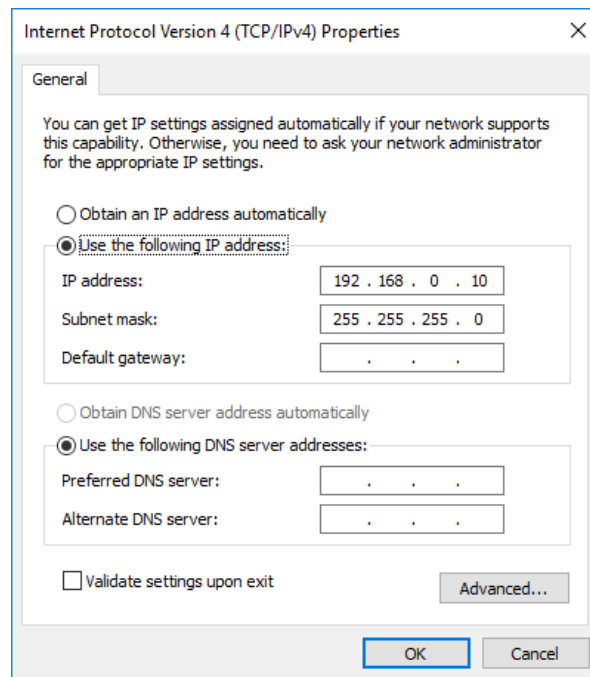 Internet Protocol Version 4 (TCP/IPv4) Properties
General
You can get IP settings assigned automatically if your network supports
this capability. Otherwise, you need to ask your network administrator
for the appropriate IP settings.
Obtain an IP address automatically
Use the following IP address:
IP address: 192 . 168 . 0 . 10
Subnet mask: 255 . 255 . 255 . 0
Default gateway: . . .
Obtain DNS server address automatically
Use the following DNS server addresses:
Preferred DNS server: . . .
Alternate DNS server: . . .
Validate settings upon exit
Advanced...
OK Cancel